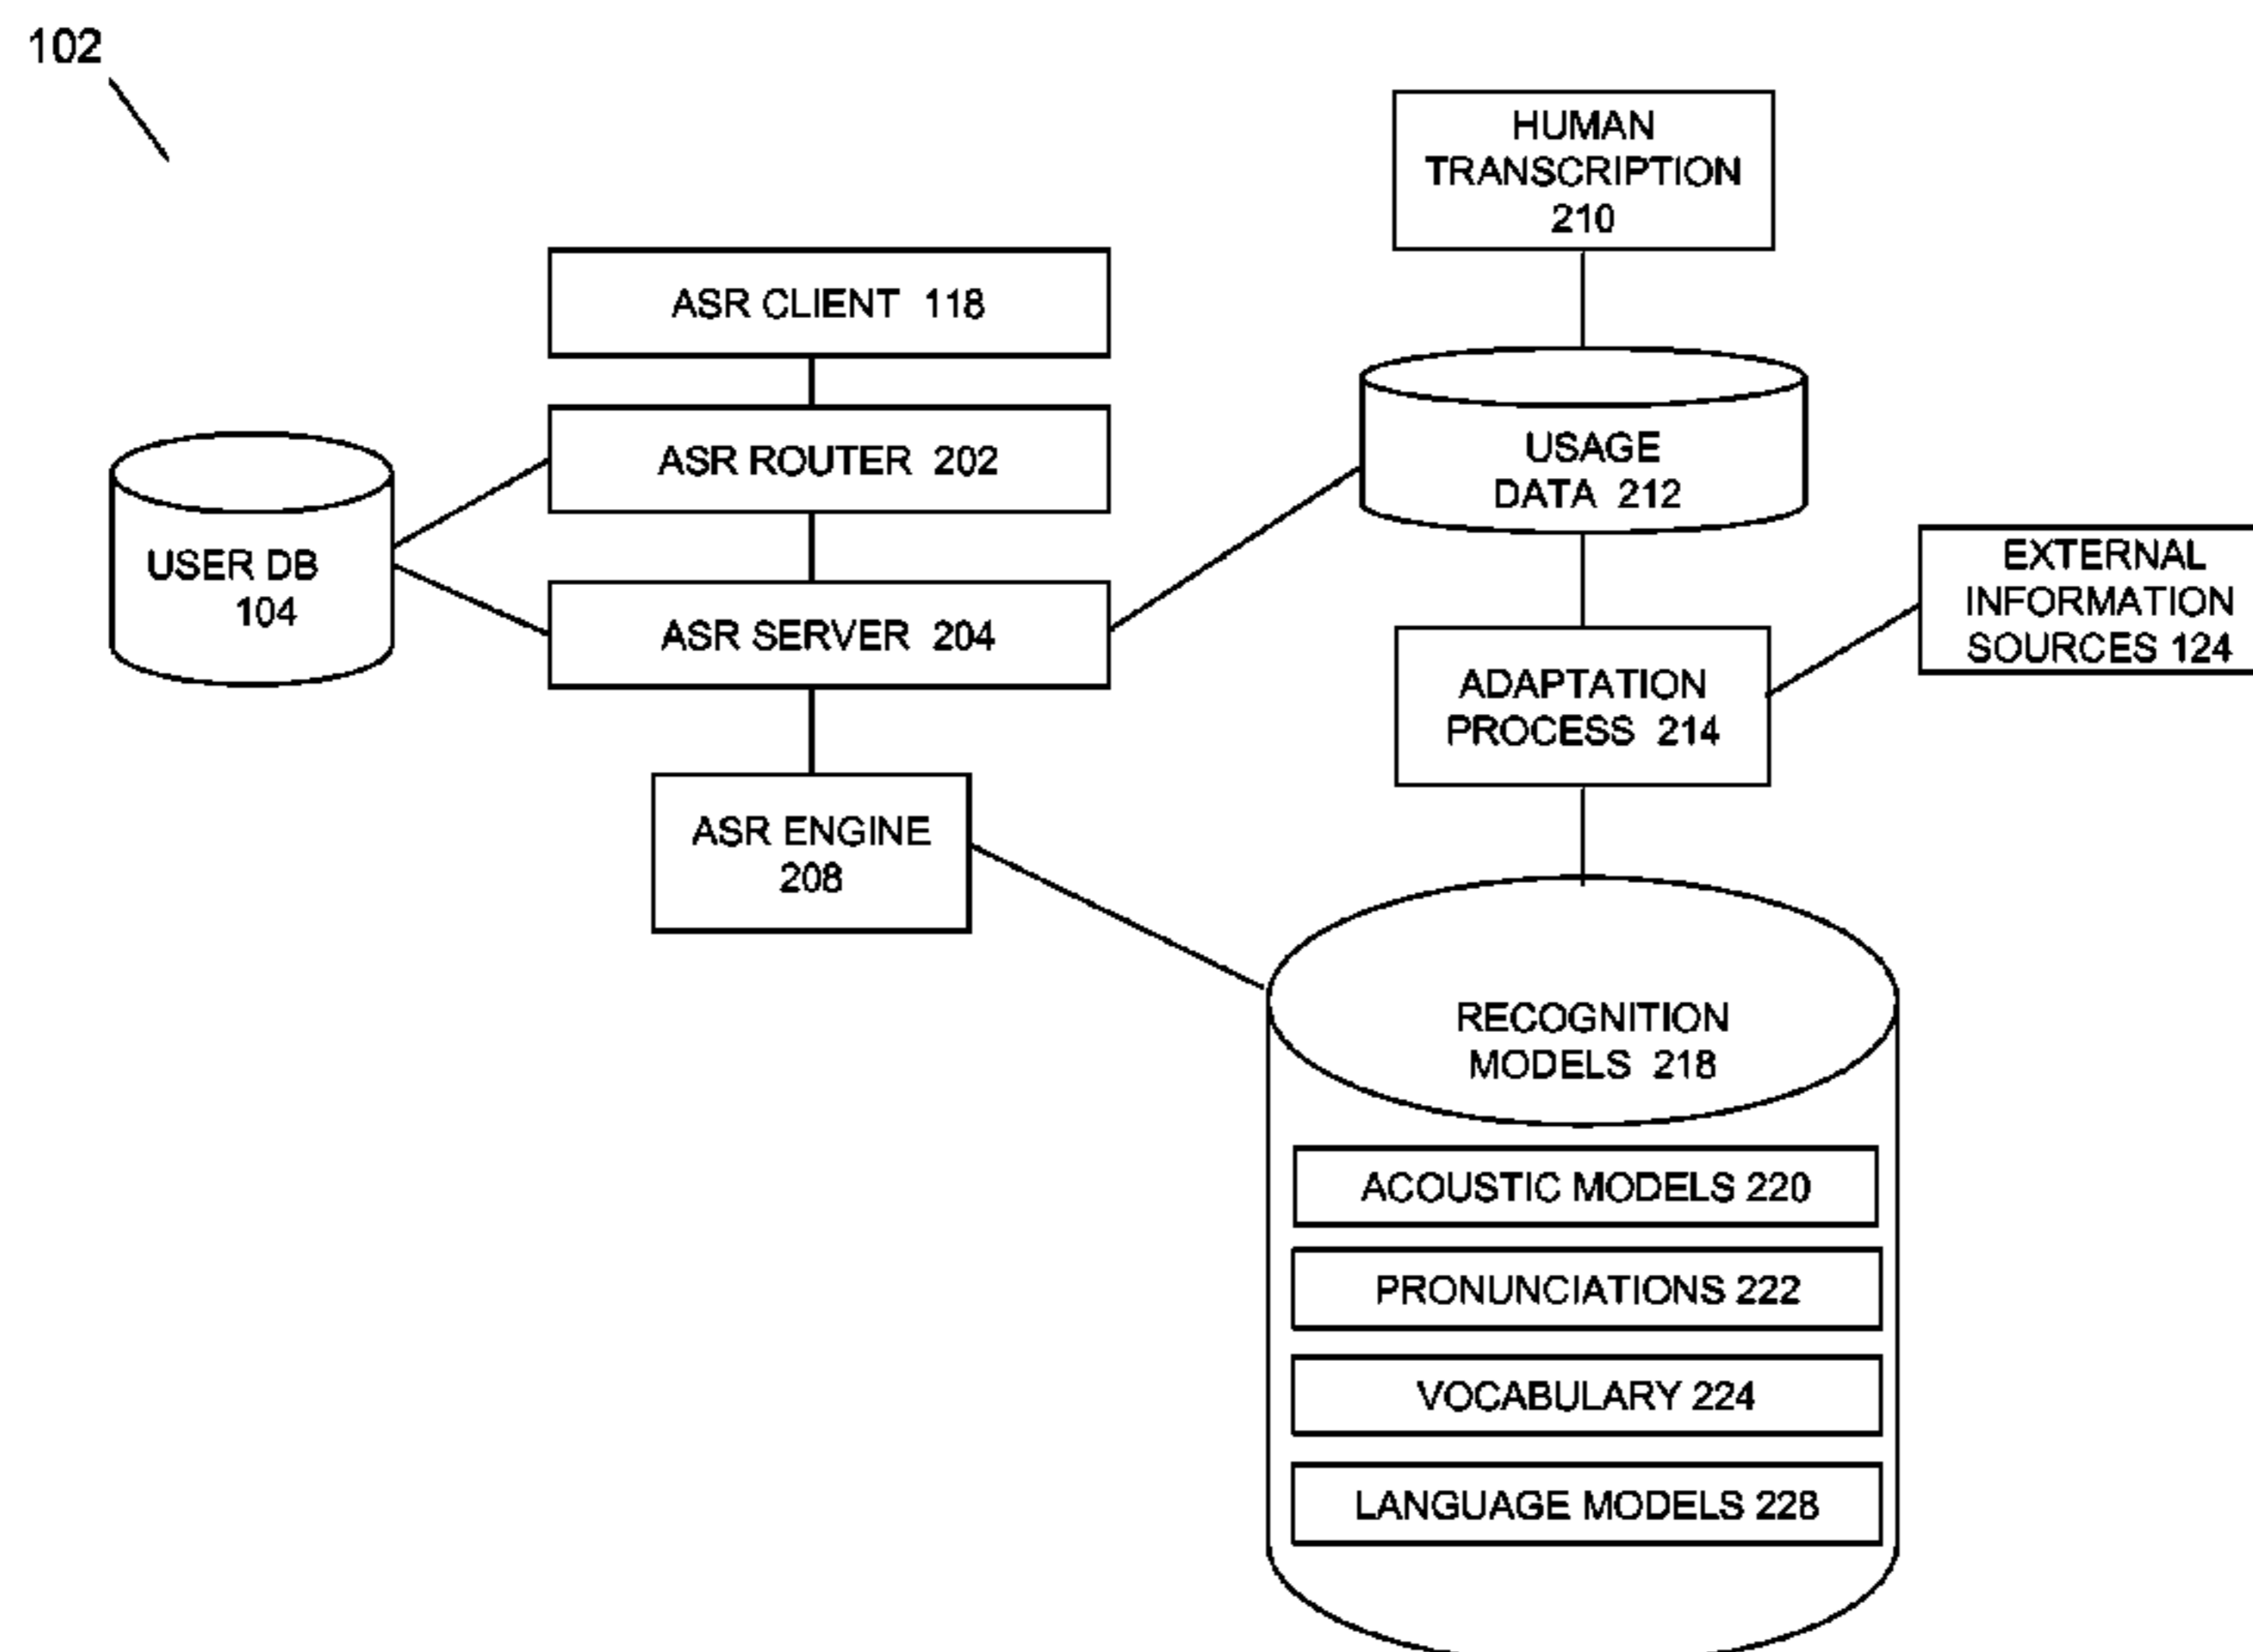 102
HUMAN
TRANSCRIPTION
210
ASR CLIENT 118
ASR ROUTER 202
USAGE
DATA 212
USER DB
104
ASR SERVER 204
EXTERNAL
INFORMATION
SOURCES 124
ADAPTATION
PROCESS 214
ASR ENGINE
208
RECOGNITION
MODELS 218
ACOUSTIC MODELS 220
PRONUNCIATIONS 222
VOCABULARY 224
LANGUAGE MODELS 228